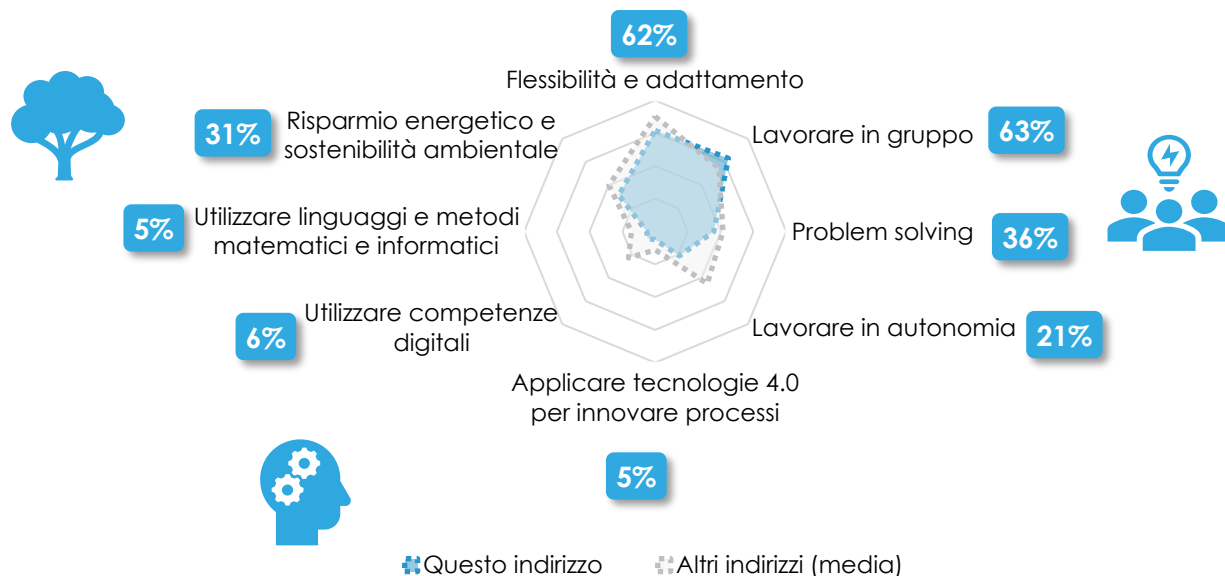 62%
Flessibilità e adattamento
31%
Risparmio energetico e
sostenibilità ambientale
Lavorare in gruppo
63%
5%
Utilizzare linguaggi e metodi
matematici e informatici
Problem solving
36%
6%
Utilizzare competenze
digitali
Lavorare in autonomia
21%
Applicare tecnologie 4.0
per innovare processi
5%
Questo indirizzo
Altri indirizzi (media)